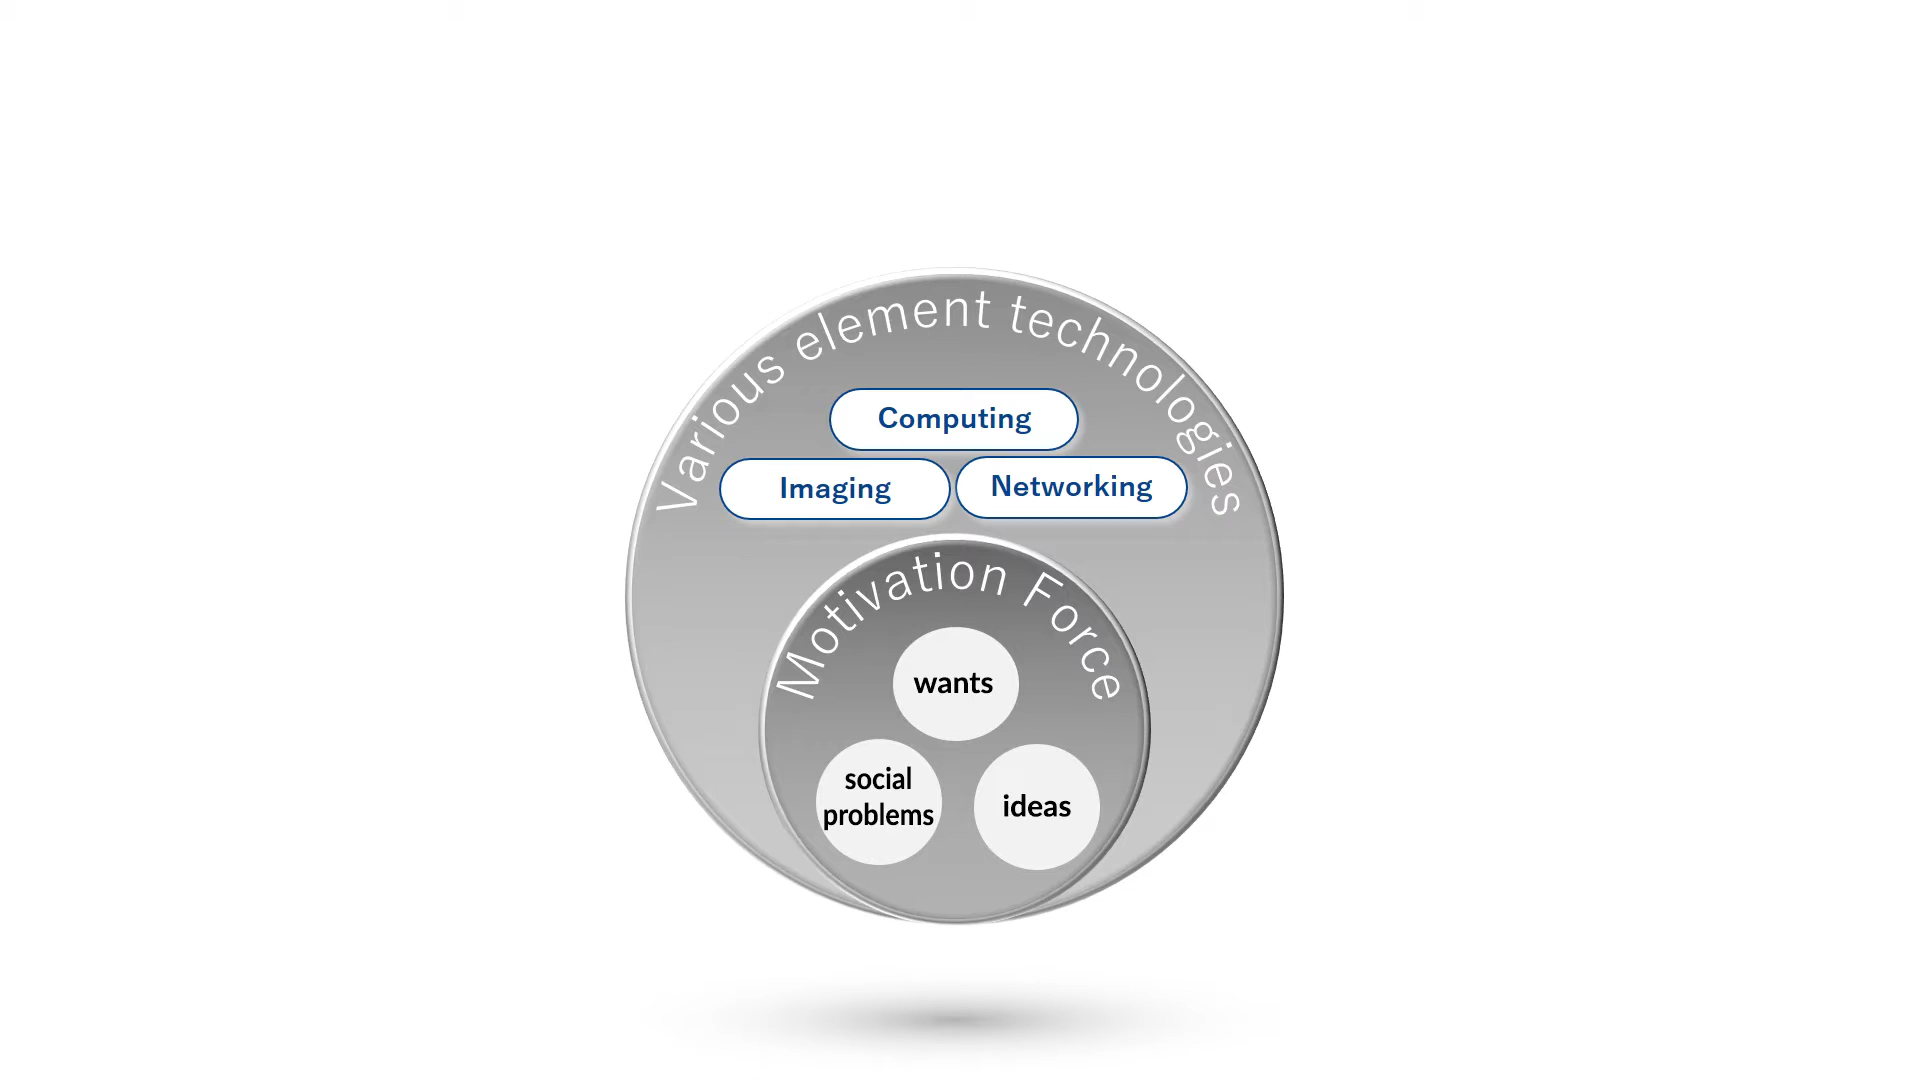 Various element technologies
Computing
Imaging
Networking
Motivation Force
wants
social
problems
ideas